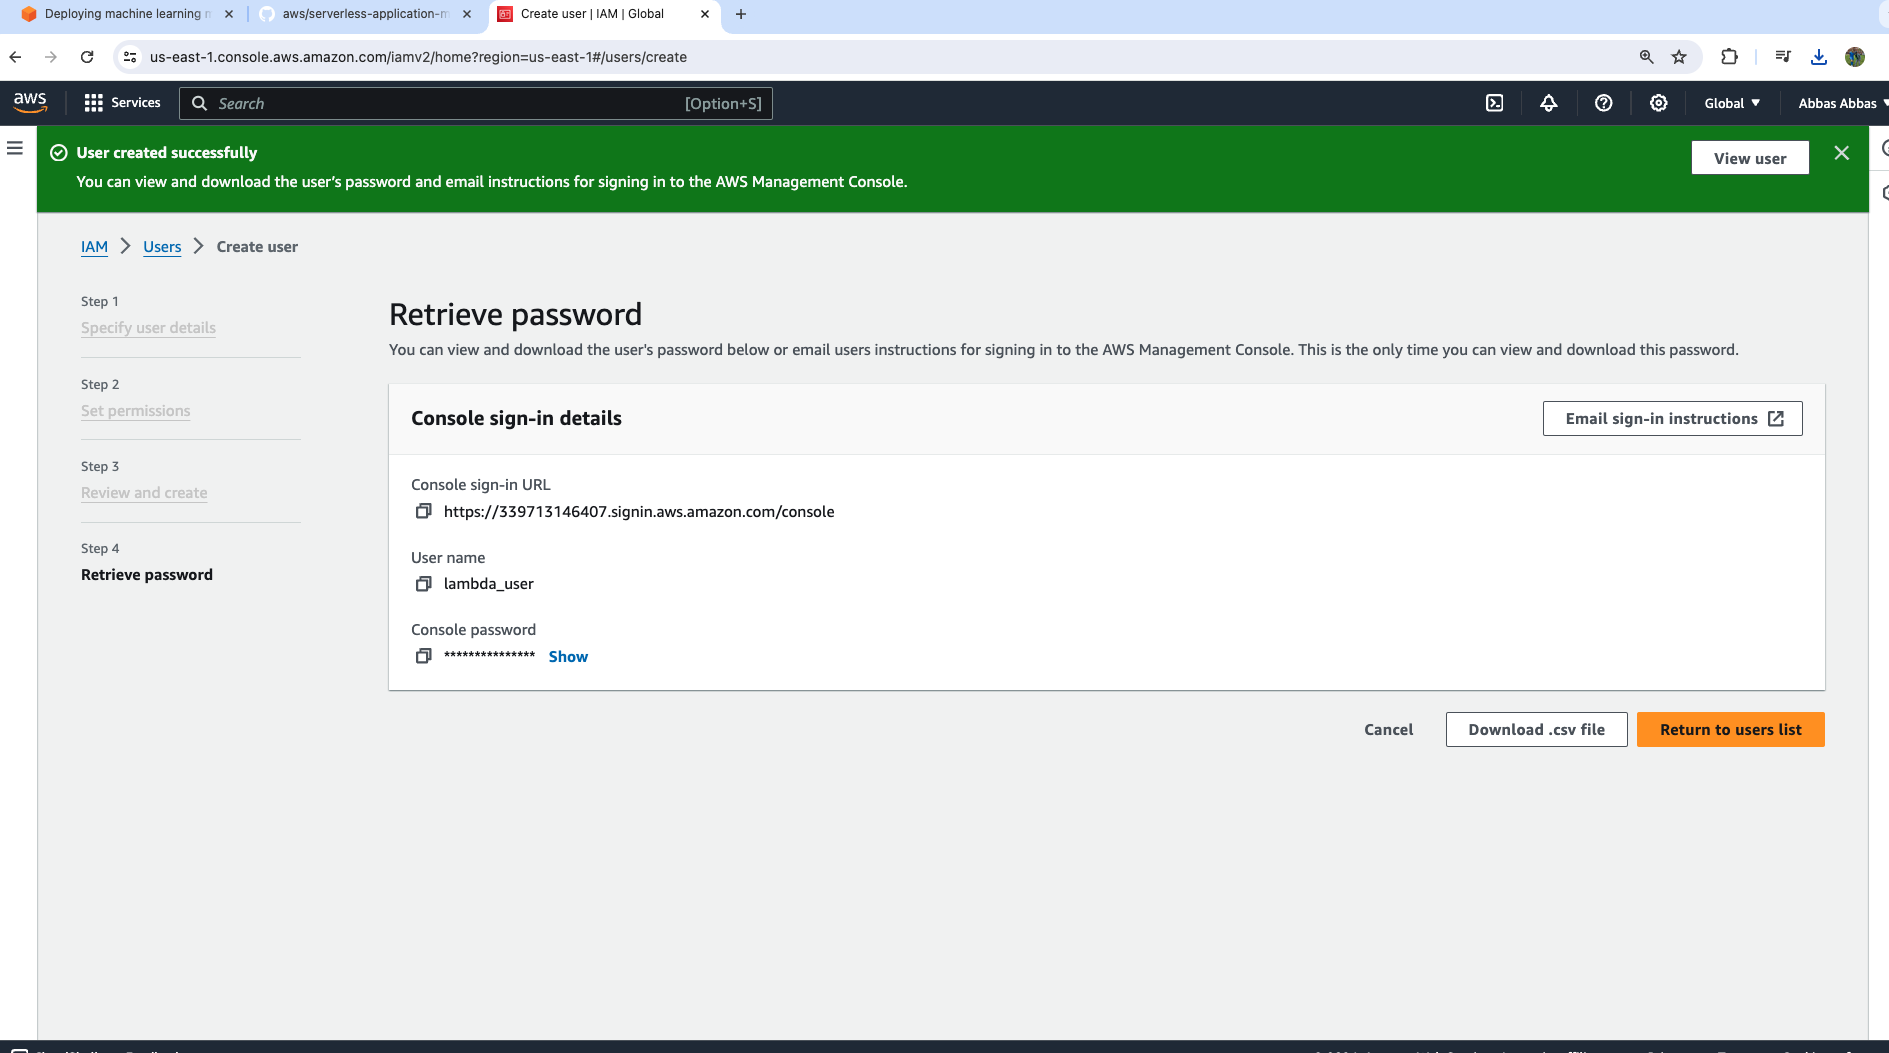 Deploying machine learning
aws/serverless-application-m
Create user | IAM | Global
us-east-1.console.aws.amazon.com/iamv2/home?region=us-east-1#/users/create
aws
Services
Search
[Option+S]
Global
Abbas Abbas
User created successfully
You can view and download the user's password and email instructions for signing in to the AWS Management Console.
View user
IAM
Users
Create user
Step 1
Specify user details
Step 2
Set permissions
Step 3
Review and create
Step 4
Retrieve password
Retrieve password
You can view and download the user's password below or email users instructions for signing in to the AWS Management Console. This is the only time you can view and download this password.
Console sign-in details
Email sign-in instructions
Console sign-in URL
https://339713146407.signin.aws.amazon.com/console
User name
lambda_user
Console password
*************** Show
Cancel
Download .csv file
Return to users list